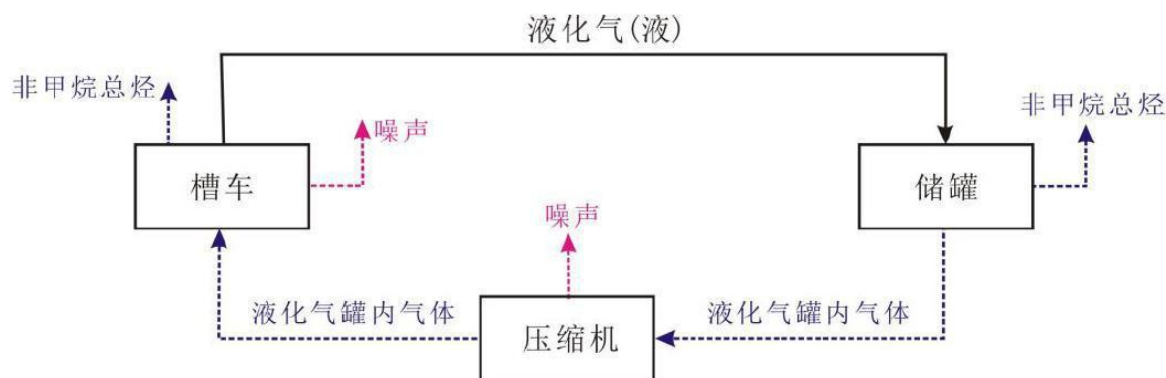 液化气(液)
非甲烷总烃
非甲烷总烃
噪声
槽车
储罐
噪声
液化气罐内气体
液化气罐内气体
压缩机